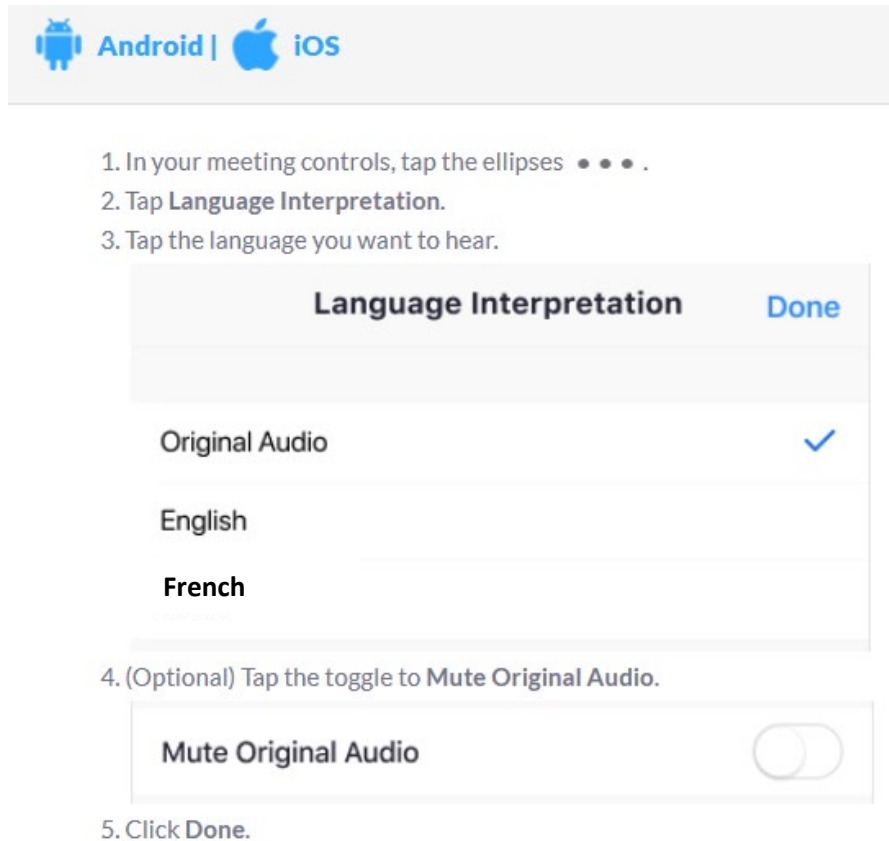 Android | iOS
1. In your meeting controls, tap the ellipses • • • .
2. Tap Language Interpretation.
3. Tap the language you want to hear.
Language Interpretation Done
Original Audio
English
French
4. (Optional) Tap the toggle to Mute Original Audio.
Mute Original Audio
5. Click Done.